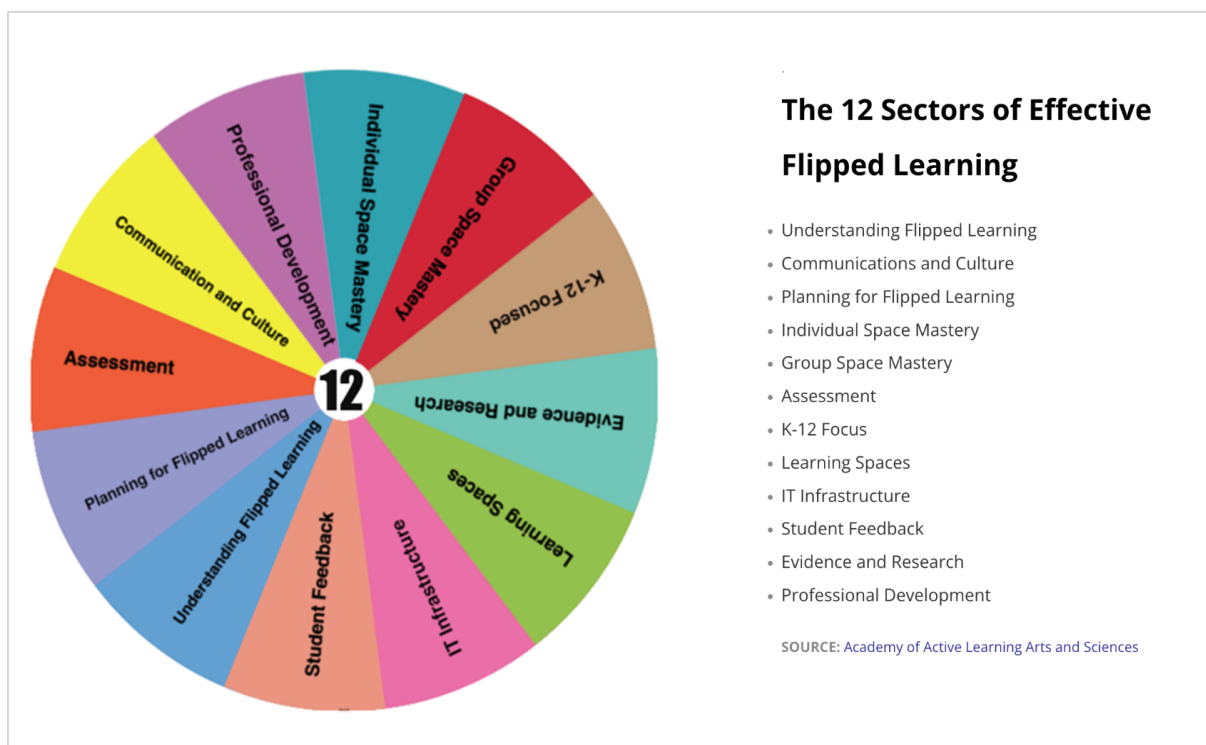 Individual Space Mastery
Group Space Mastery
K-12 Focused
Evidence and Research
Learning Spaces
IT Infrastructure
Student Feedback
Understanding Flipped Learning
Planning for Flipped Learning
Assessment
Communication and Culture
Professional Development
12
The 12 Sectors of Effective
Flipped Learning
Understanding Flipped Learning
Communications and Culture
Planning for Flipped Learning
Individual Space Mastery
Group Space Mastery
Assessment
K-12 Focus
Learning Spaces
IT Infrastructure
Student Feedback
Evidence and Research
Professional Development
SOURCE: Academy of Active Learning Arts and Sciences